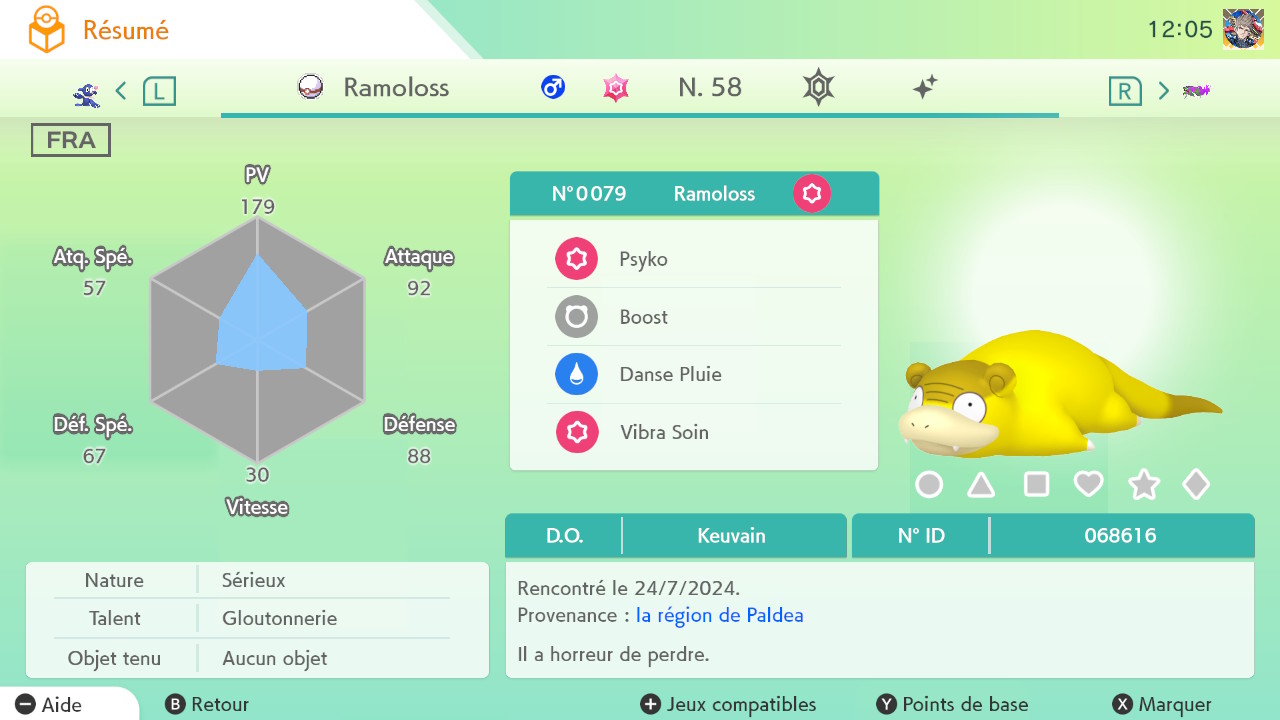 Résumé
12:05
L
Ramoloss
N. 58
R
FRA
PV
179
Atq. Spé.
57
Attaque
92
Déf. Spé.
67
Défense
88
30
Vitesse
N°0079 Ramoloss
Psyko
Boost
Danse Pluie
Vibra Soin
D.O. Keuvain
N° ID 068616
Nature Sérieux
Talent Gloutonnerie
Objet tenu Aucun objet
Rencontré le 24/7/2024.
Provenance : la région de Paldea
Il a horreur de perdre.
Aide
B Retour
Jeux compatibles
Y Points de base
X Marquer